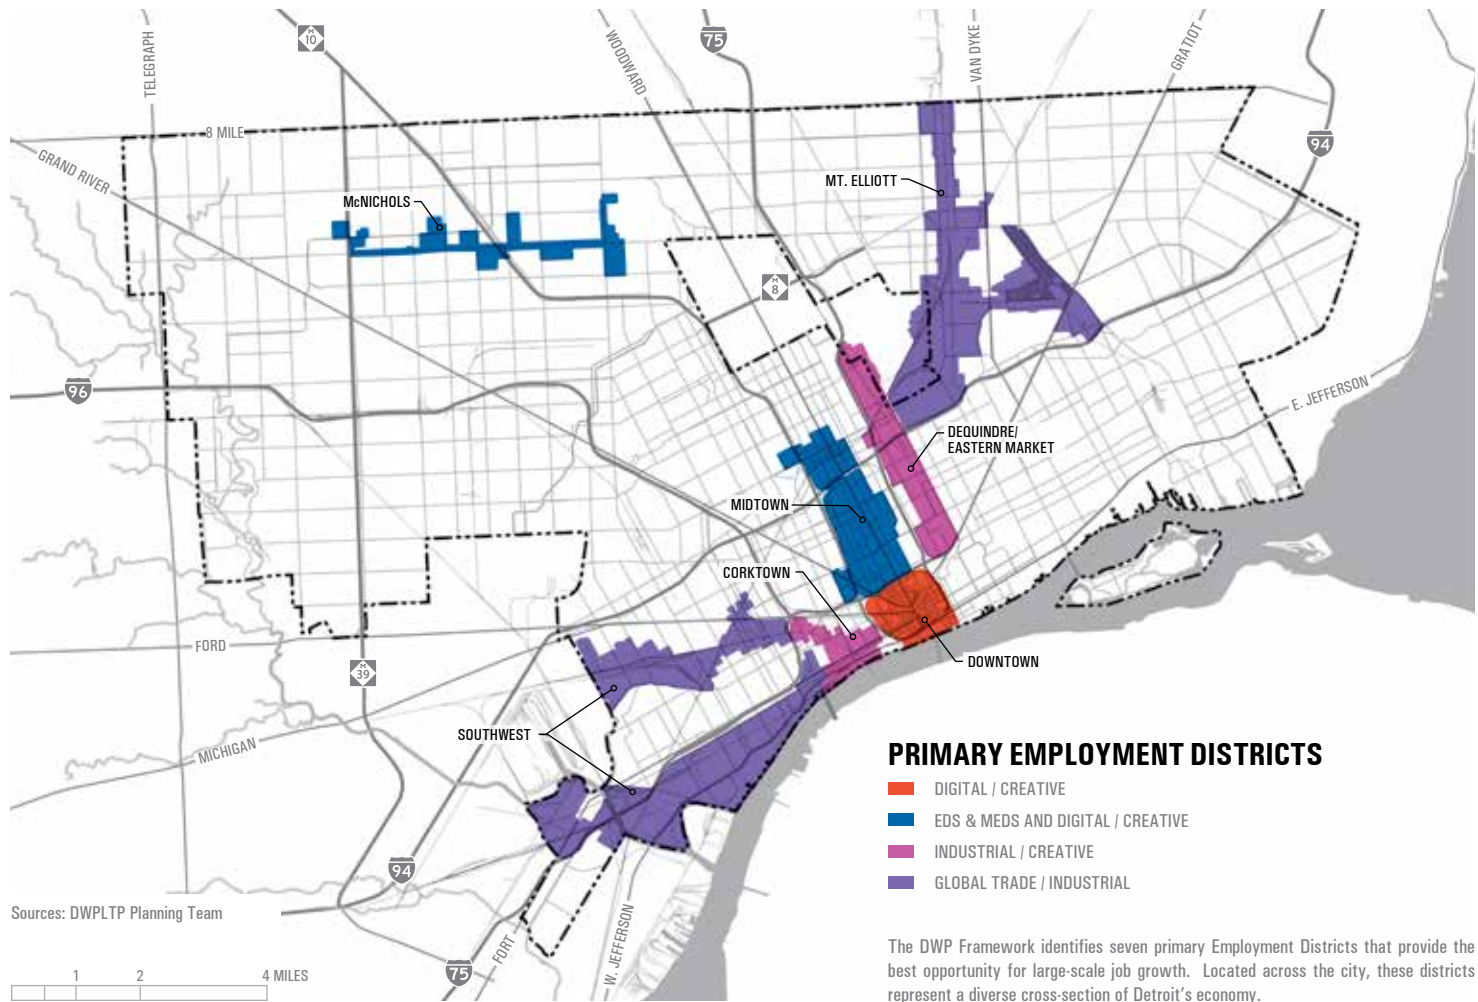 TELEGRAPH
M
10
WOODWARD
75
VAN DYKE
GRATIOT
8 MILE
94
GRAND RIVER
McNICHOLS
MT. ELLIOTT
M
8
96
E. JEFFERSON
DEQUINDRE/
EASTERN MARKET
MIDTOWN
CORKTOWN
FORD
DOWNTOWN
M
39
SOUTHWEST
MICHIGAN
94
FORT
W. JEFFERSON
75
PRIMARY EMPLOYMENT DISTRICTS
DIGITAL / CREATIVE
EDS & MEDS AND DIGITAL / CREATIVE
INDUSTRIAL / CREATIVE
GLOBAL TRADE / INDUSTRIAL
Sources: DWPLTP Planning Team
1 2 4 MILES
The DWP Framework identifies seven primary Employment Districts that provide the
best opportunity for large-scale job growth. Located across the city, these districts
represent a diverse cross-section of Detroit's economy.